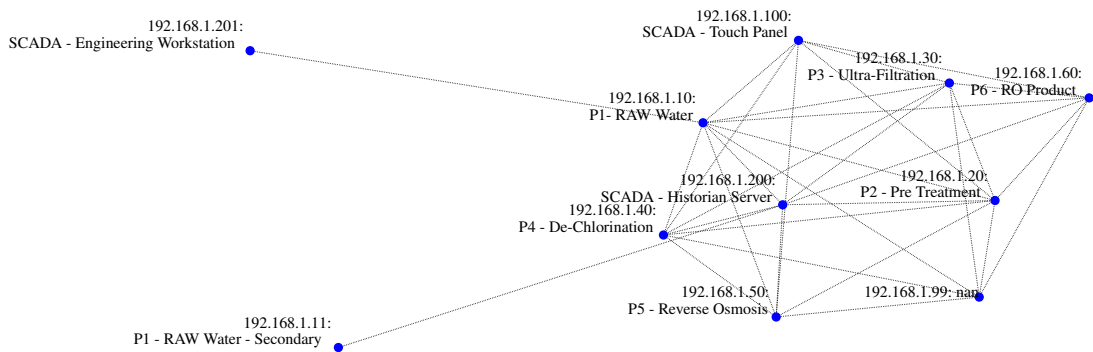 192.168.1.201:
SCADA - Engineering Workstation
192.168.1.100:
SCADA - Touch Panel
192.168.1.30:
P3 - Ultra-Filtration
192.168.1.60:
P6 - RO Product
192.168.1.10:
P1- RAW Water
192.168.1.200:
SCADA - Historian Server
192.168.1.20:
P2 - Pre Treatment
192.168.1.40:
P4 - De-Chlorination
192.168.1.50:
P5 - Reverse Osmosis
192.168.1.99: nan
192.168.1.11:
P1 - RAW Water - Secondary